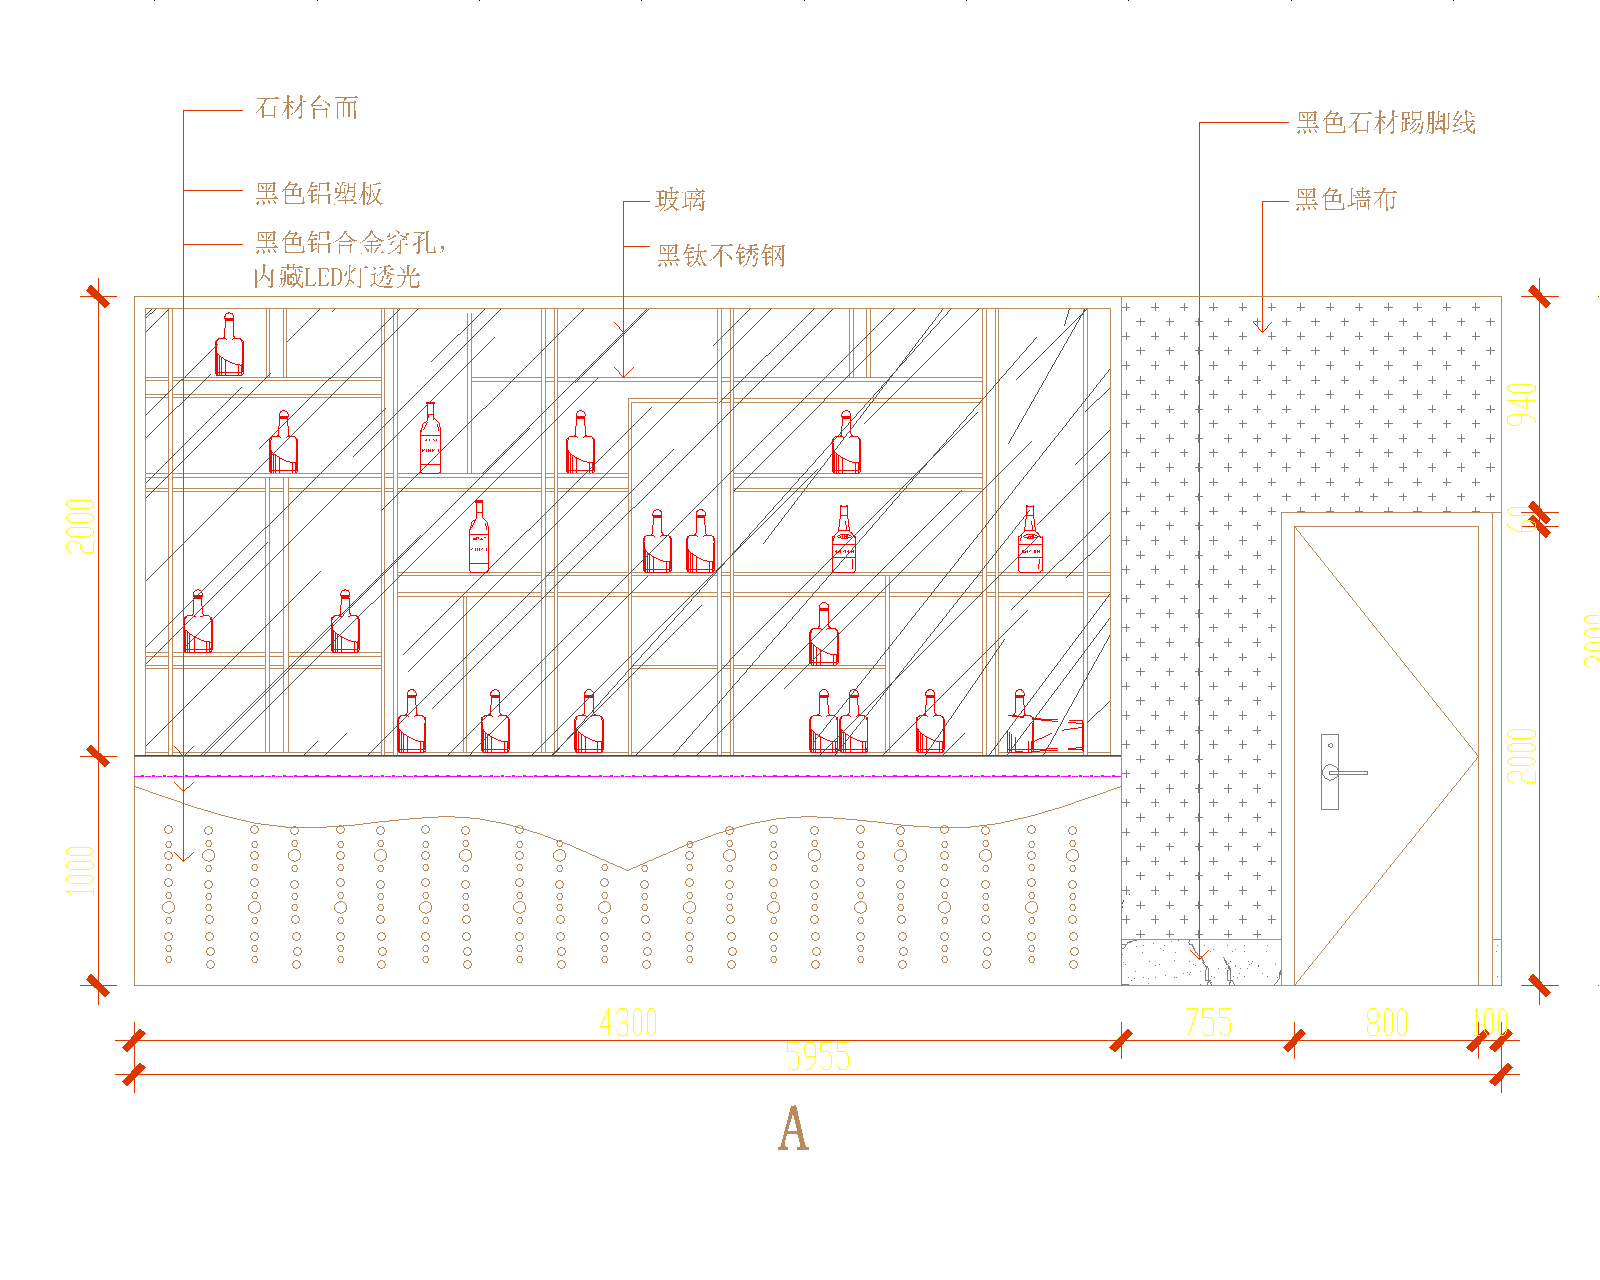 石材台面
黑色石材踢脚线
黑色铝塑板
玻璃
黑色墙布
黑色铝合金穿孔,
内藏LED灯透光
黑钛不锈钢
940
2000
60
2000
1000
4300
755
800
100
5955
A